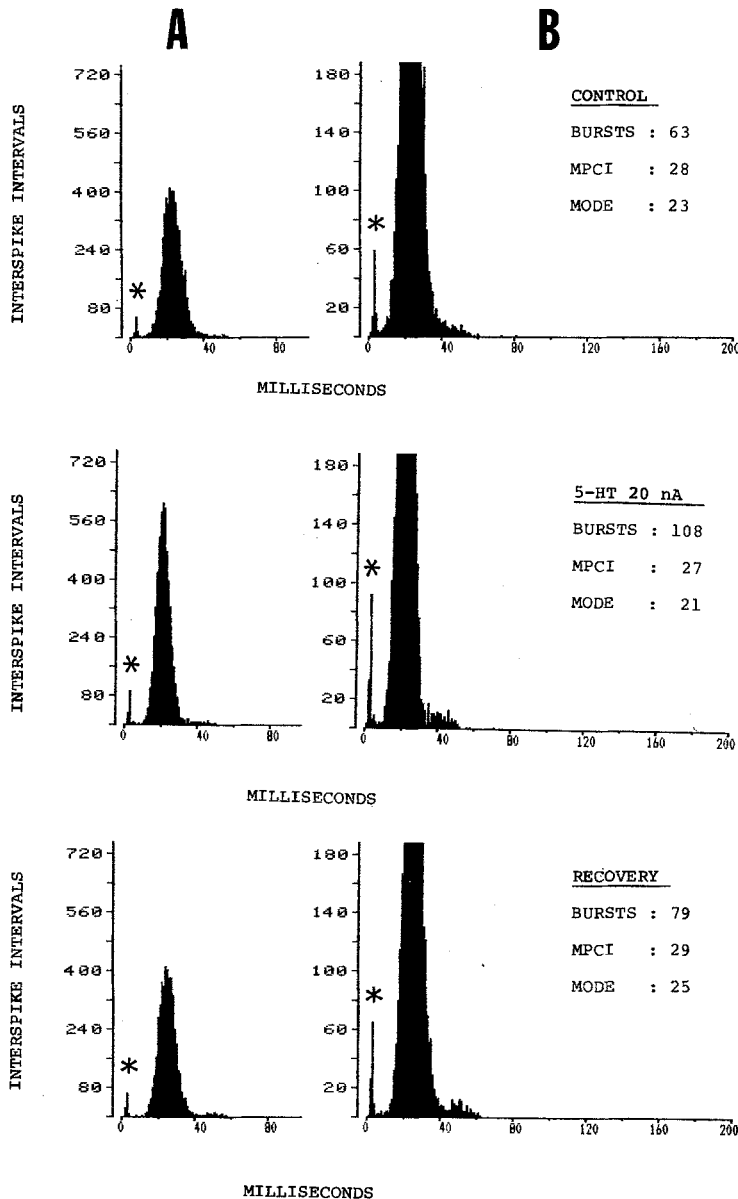 A B
INTERSPIKE INTERVALS
720
560
400
240
80
*
0 40 80
180
140
100
60
20
*
0 40 80 120 160 200
CONTROL
BURSTS : 63
MPCI : 28
MODE : 23
MILLISECONDS
INTERSPIKE INTERVALS
720
560
400
240
80
*
0 40 80
180
140
100
60
20
*
0 40 80 120 160 200
5-HT 20 nA
BURSTS : 108
MPCI : 27
MODE : 21
MILLISECONDS
INTERSPIKE INTERVALS
720
560
400
240
80
*
0 40 80
180
140
100
60
20
*
0 40 80 120 160 200
RECOVERY
BURSTS : 79
MPCI : 29
MODE : 25
MILLISECONDS